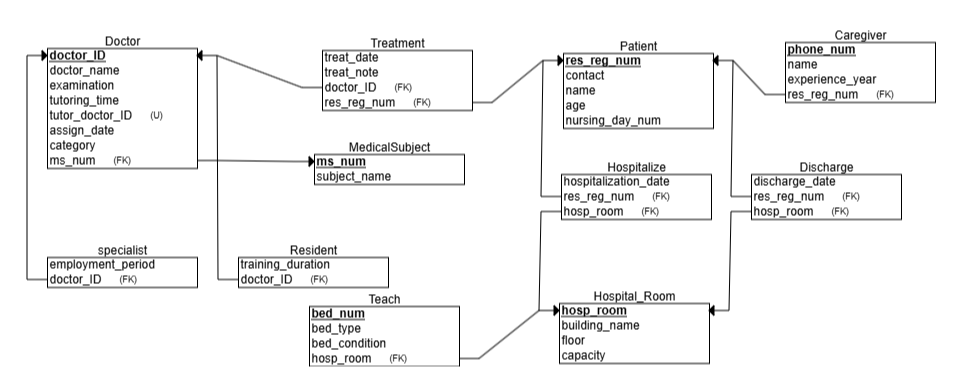 Doctor
doctor_ID
doctor_name
examination
tutoring_time
tutor_doctor_ID (U)
assign_date
category
ms_num (FK)
Treatment
treat_date
treat_note
doctor_ID (FK)
res_reg_num (FK)
Patient
res_reg_num
contact
name
age
nursing_day_num
Caregiver
phone_num
name
experience_year
res_reg_num (FK)
MedicalSubject
ms_num
subject_name
Hospitalize
hospitalization_date
res_reg_num (FK)
hosp_room (FK)
Discharge
discharge_date
res_reg_num (FK)
hosp_room (FK)
specialist
employment_period
doctor_ID (FK)
Resident
training_duration
doctor_ID (FK)
Teach
bed_num
bed_type
bed_condition
hosp_room (FK)
Hospital_Room
hosp_room
building_name
floor
capacity